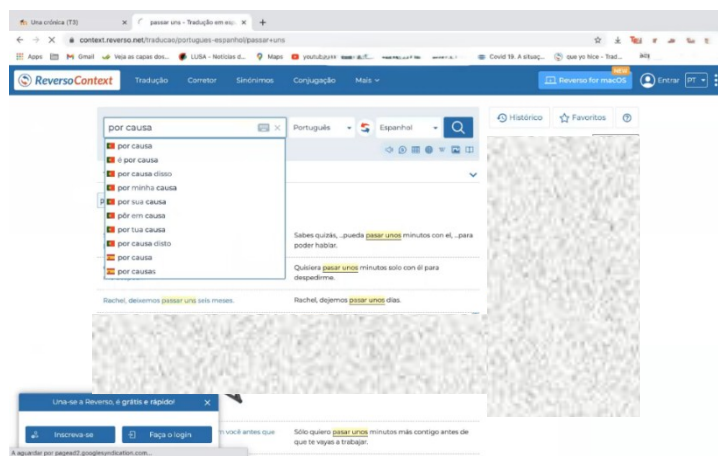 Una crónica (T3)
passar uns - Tradução em esp
context.reverso.net/traducao/portugues-espanhol/passar+uns
Apps
Gmail
Veja as capas dos...
LUSA - Notícias d...
Maps
Covid 19. A situaç...
que yo hice - Trad...
ReversoContext
Tradução
Corretor
Sinónimos
Conjugação
Mais
NEW
Reverso for macOS
Entrar
PT
por causa
Português
Espanhol
Histórico
Favoritos
por causa
é por causa
por causa disso
por minha causa
por sua causa
pôr em causa
por tua causa
por causa disto
por causa
por causas
Sabes quizás, ...pueda pasar unos minutos con el, ...para
poder hablar.
Quisiera pasar unos minutos solo con él para
despedirme.
Rachel, deixemos passar uns seis meses.
Rachel, dejemos pasar unos días.
Una-se a Reverso, é grátis e rápido!
Inscreva-se
Faça o login
você antes que
Sólo quiero pasar unos minutos más contigo antes de
que te vayas a trabajar.
A aguardar por pagead2.googlesyndication.com...